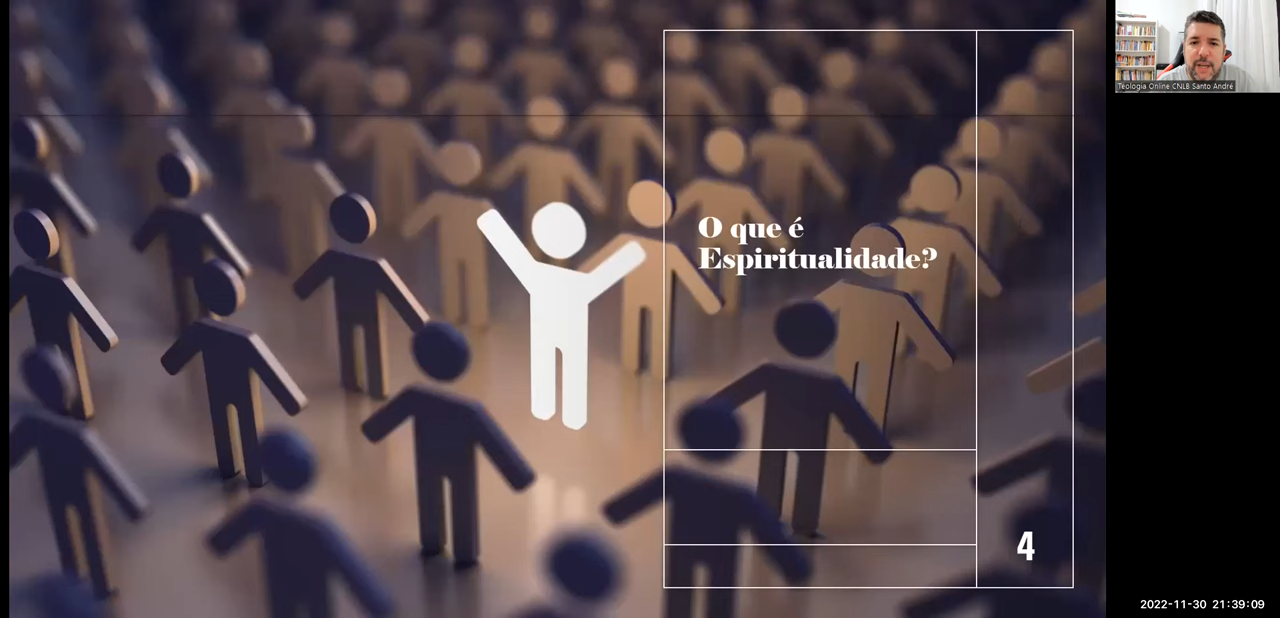 O que é
Espiritualidade?
4
Teologia Online CNLB Santo André
2022-11-30 21:39:09